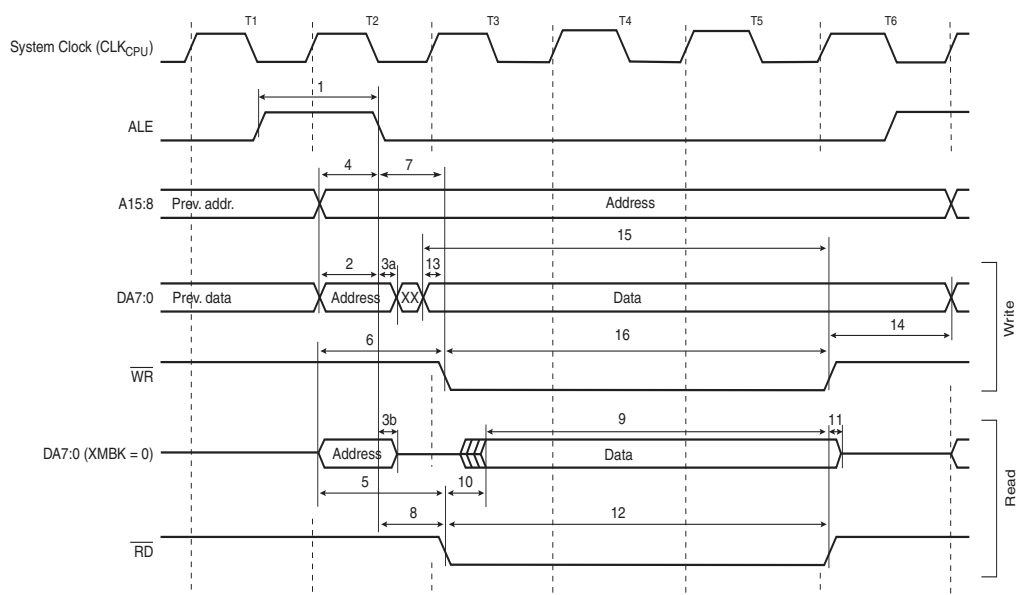 T1 T2 T3 T4 T5 T6
System Clock (CLKCPU)
1
ALE
4 7
A15:8 Prev. addr. Address
15
2 3a 13
DA7:0 Prev. data Address XX Data
14
6 16
WR
Write
3b 9 11
DA7:0 (XMBK = 0) Address Data
5 10
8 12
RD
Read